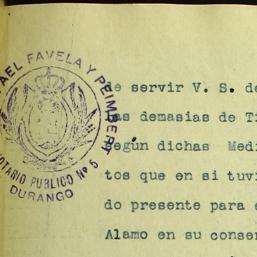 AEL FAVELA Y PEIMBERT
NOTARIO PUBLICO Nº 5
DURANGO
de servir V. S. de
las demasias de Ti
según dichas Medi
tos que en si tuvi
do presente para e
Alamo en su conser